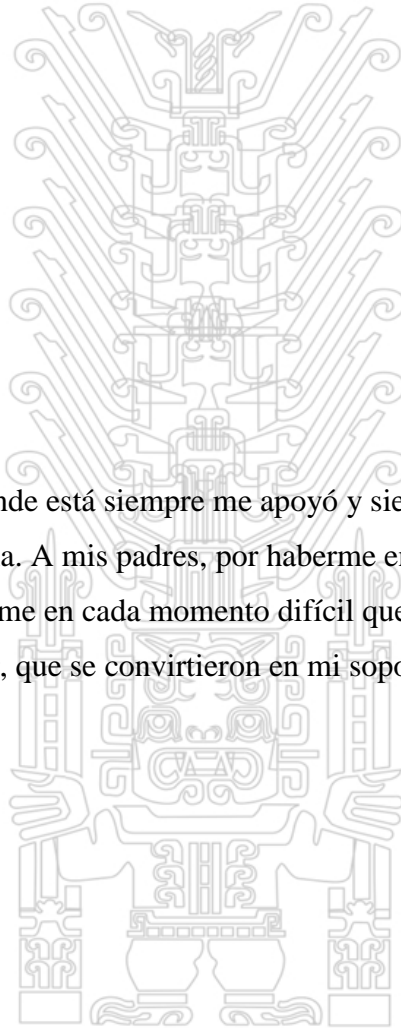 nde está siempre me apoyó y sie
a. A mis padres, por haberme en
me en cada momento difícil que
, que se convirtieron en mi sopo